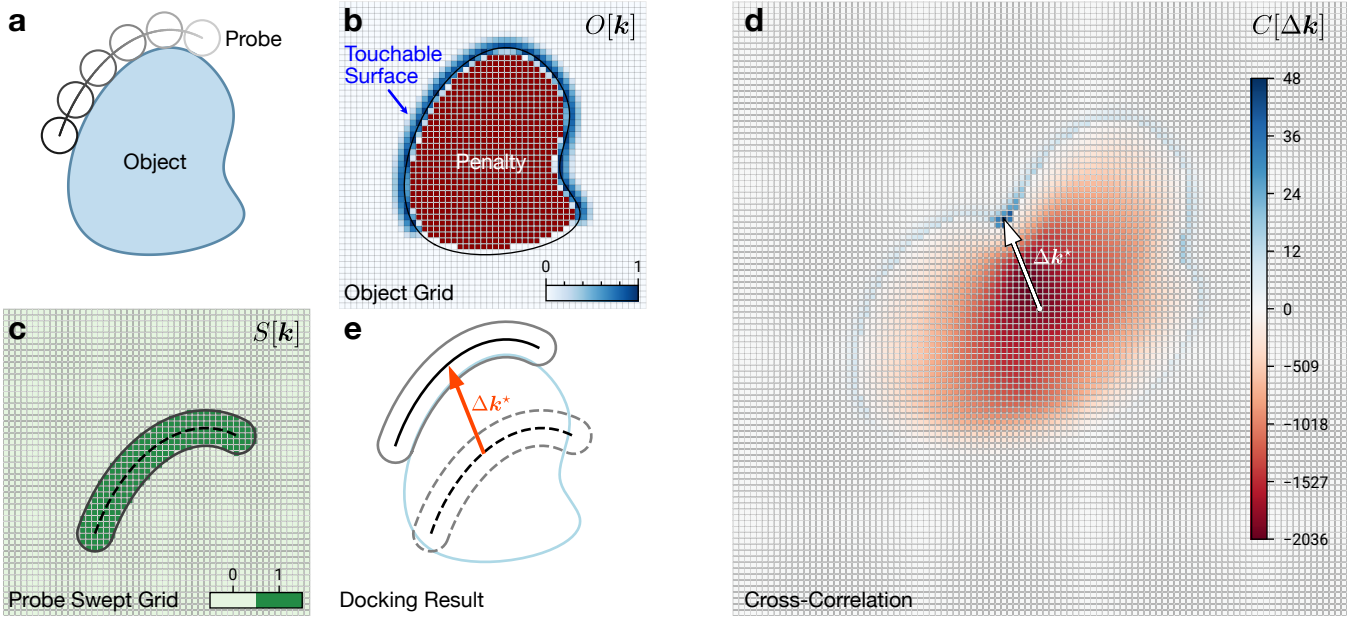 a
Probe
Object
b
O[k]
Touchable
Surface
Penalty
0 1
Object Grid
c
S[k]
0 1
Probe Swept Grid
e
Δk*
Docking Result
d
C[Δk]
48
36
24
12
0
−509
−1018
−1527
−2036
Δk*
Cross-Correlation